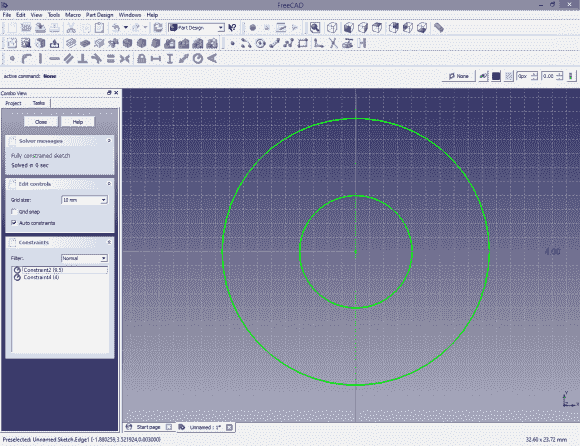 FreeCAD
File Edit View Tools Macro Part Design Windows Help
Part Design
active command: None
None
0px
0.00
Combo View
Project Tasks
Close Help
Solver messages
Fully constrained sketch
Solved in 0 sec
Edit controls
Grid size: 10 mm
Grid snap
Auto constraints
Constraints
Filter: Normal
Constraint2 (9.5)
Constraint4 (4)
4.00
Start page
Unnamed : 1*
Preselected: Unnamed.Sketch.Edge1 (-1.880259,3.521924,0.003000)
32.60 x 23.72 mm